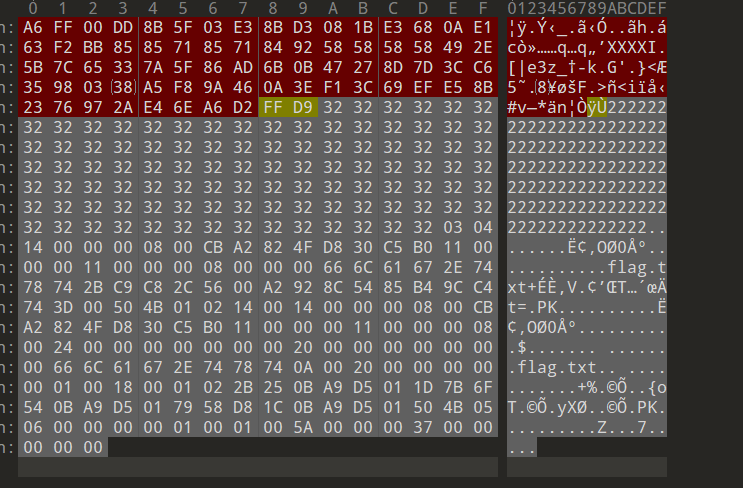 0 1 2 3 4 5 6 7 8 9 A B C D E F 0123456789ABCDEF
h: A6 FF 00 DD 8B 5F 03 E3 8B D3 08 1B E3 68 0A E1 ¦ÿ.Ý‹_.ã‹Ó..ãh.á
h: 63 F2 BB 85 85 71 85 71 84 92 58 58 58 58 49 2E cò»……q…q„’XXXXI.
h: 5B 7C 65 33 7A 5F 86 AD 6B 0B 47 27 8D 7D 3C C6 [|e3z_†-k.G'.}<Æ
h: 35 98 03 (38) A5 F8 9A 46 0A 3E F1 3C 69 EF E5 8B 5˜.(8)¥øšF.>ñ<iïå‹
h: 23 76 97 2A E4 6E A6 D2 FF D9 32 32 32 32 32 32 #v—*än¦ÒÿÙ222222
h: 32 32 32 32 32 32 32 32 32 32 32 32 32 32 32 32 2222222222222222
h: 32 32 32 32 32 32 32 32 32 32 32 32 32 32 32 32 2222222222222222
h: 32 32 32 32 32 32 32 32 32 32 32 32 32 32 32 32 2222222222222222
h: 32 32 32 32 32 32 32 32 32 32 32 32 32 32 32 32 2222222222222222
h: 32 32 32 32 32 32 32 32 32 32 32 32 32 32 32 32 2222222222222222
h: 32 32 32 32 32 32 32 32 32 32 32 32 32 32 03 04 22222222222222..
h: 14 00 00 00 08 00 CB A2 82 4F D8 30 C5 B0 11 00 ......Ë¢‚OØ0Å°..
h: 00 00 11 00 00 00 08 00 00 00 66 6C 61 67 2E 74 ..........flag.t
h: 78 74 2B C9 C8 2C 56 00 A2 92 8C 54 85 B4 9C C4 xt+ÉÈ,V.¢’ŒT…´œÄ
h: 74 3D 00 50 4B 01 02 14 00 14 00 00 00 08 00 CB t=.PK..........Ë
h: A2 82 4F D8 30 C5 B0 11 00 00 00 11 00 00 00 08 ¢‚OØ0Å°.........
h: 00 24 00 00 00 00 00 00 00 20 00 00 00 00 00 00 .$....... ......
h: 00 66 6C 61 67 2E 74 78 74 0A 00 20 00 00 00 00 .flag.txt.. ....
h: 00 01 00 18 00 01 02 2B 25 0B A9 D5 01 1D 7B 6F .......+%.©Õ..{o
h: 54 0B A9 D5 01 79 58 D8 1C 0B A9 D5 01 50 4B 05 T.©Õ.yXØ..©Õ.PK.
h: 06 00 00 00 00 01 00 01 00 5A 00 00 00 37 00 00 .........Z...7..
h: 00 00 00 ...